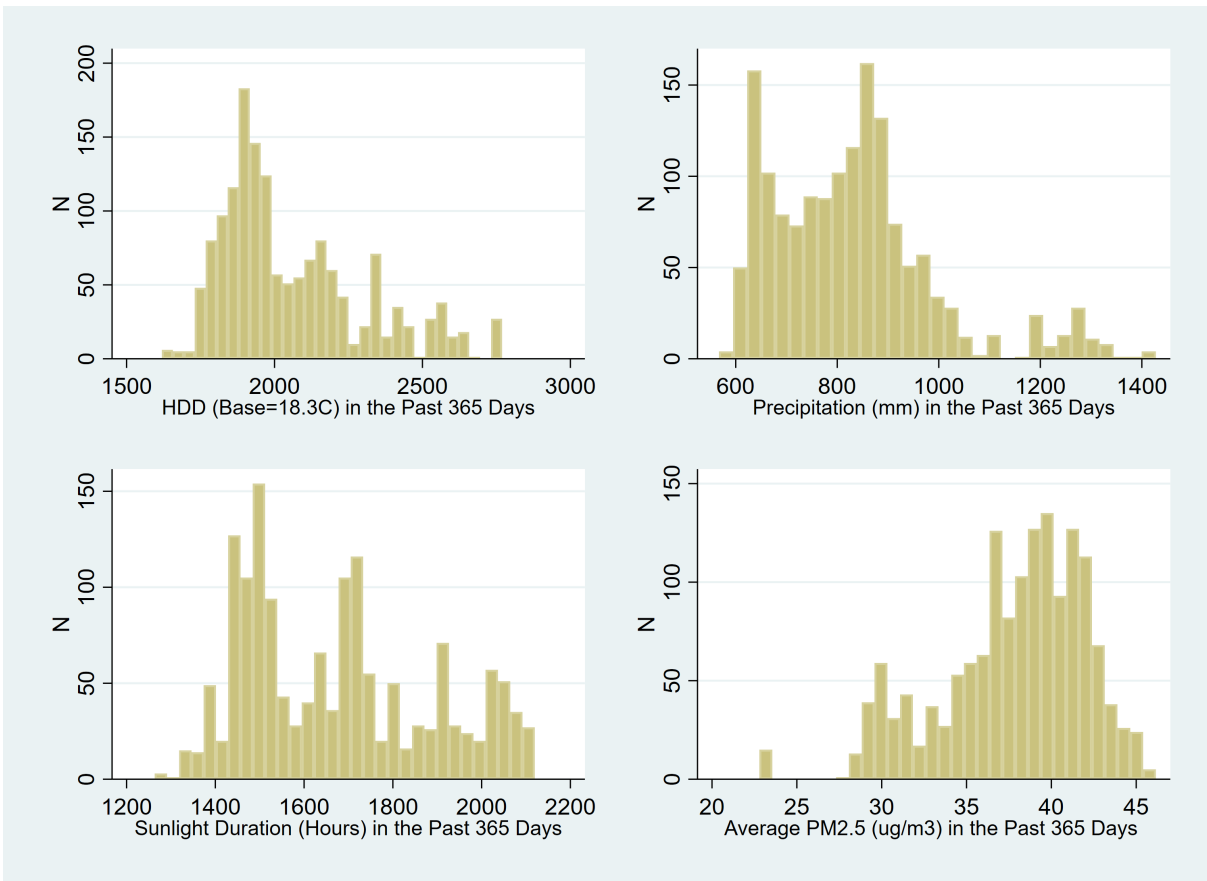 200
150
100
50
0
N
1500 2000 2500 3000
HDD (Base=18.3C) in the Past 365 Days
150
100
50
0
N
600 800 1000 1200 1400
Precipitation (mm) in the Past 365 Days
150
100
50
0
N
1200 1400 1600 1800 2000 2200
Sunlight Duration (Hours) in the Past 365 Days
150
100
50
0
N
20 25 30 35 40 45
Average PM2.5 (ug/m3) in the Past 365 Days